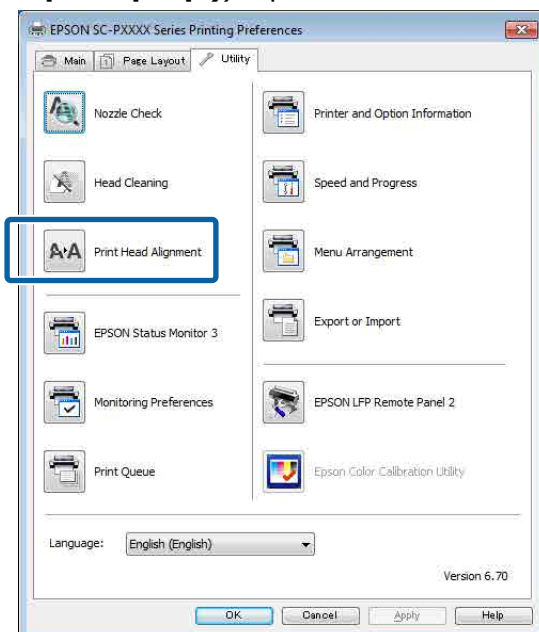 EPSON SC-PXXXX Series Printing Preferences
Main
Page Layout
Utility
Nozzle Check
Printer and Option Information
Head Cleaning
Speed and Progress
A A
Print Head Alignment
Menu Arrangement
EPSON Status Monitor 3
Export or Import
Monitoring Preferences
EPSON LFP Remote Panel 2
Print Queue
Epson Color Calibration Utility
Language:
English (English)
Version 6.70
OK
Cancel
Apply
Help